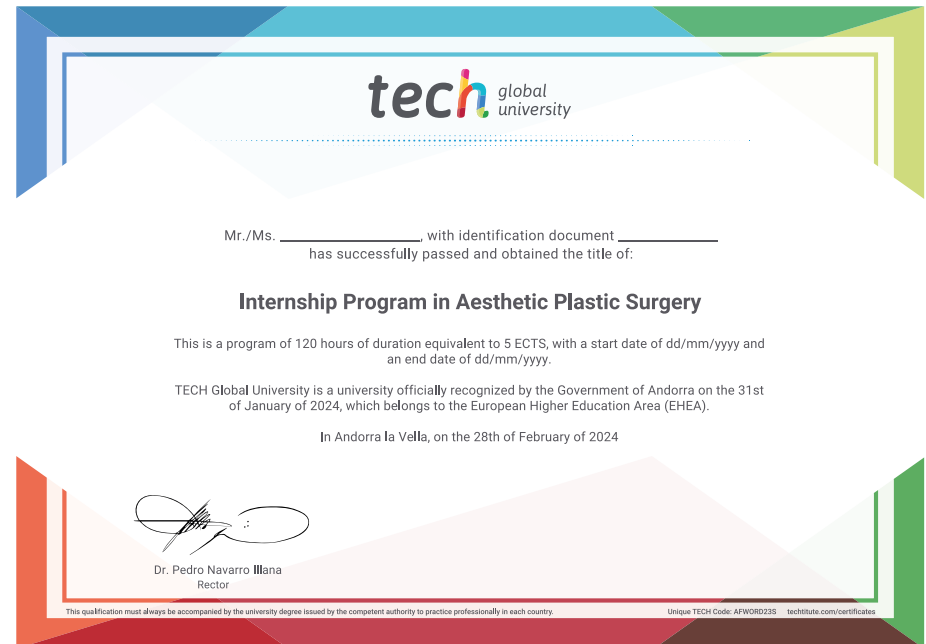 tech global university
Mr./Ms. ____________, with identification document ____________
has successfully passed and obtained the title of:
Internship Program in Aesthetic Plastic Surgery
This is a program of 120 hours of duration equivalent to 5 ECTS, with a start date of dd/mm/yyyy and
an end date of dd/mm/yyyy.
TECH Global University is a university officially recognized by the Government of Andorra on the 31st
of January of 2024, which belongs to the European Higher Education Area (EHEA).
In Andorra la Vella, on the 28th of February of 2024
Dr. Pedro Navarro Illana
Rector
This qualification must always be accompanied by the university degree issued by the competent authority to practice professionally in each country. Unique TECH Code: AFWORD23S techtitute.com/certificates